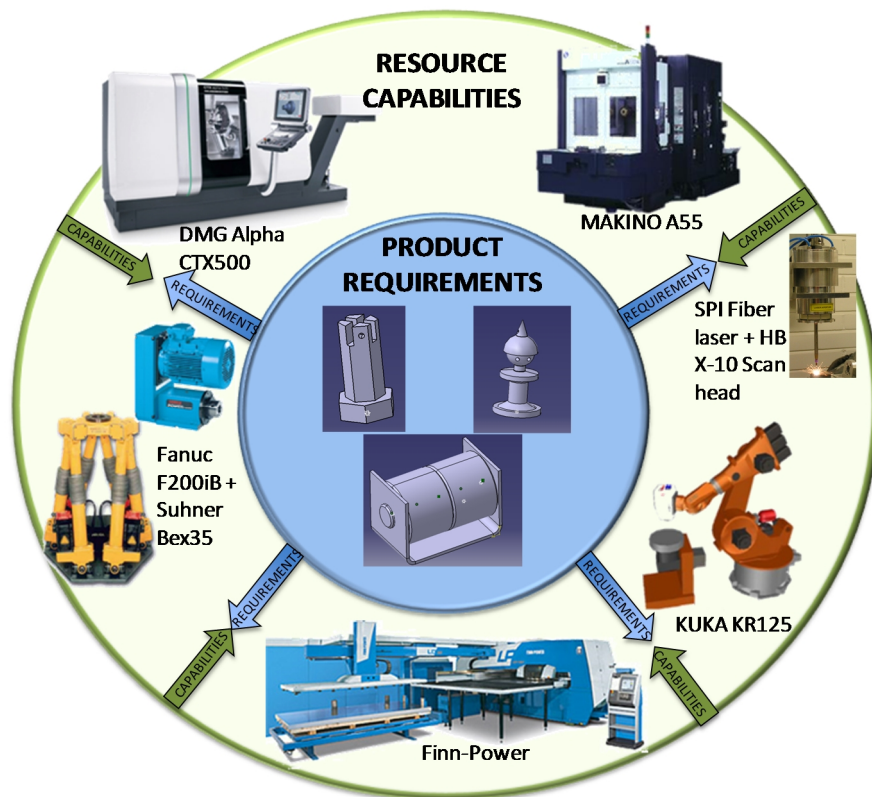 RESOURCE
CAPABILITIES
DMG Alpha
CTX500
MAKINO A55
CAPABILITIES
REQUIREMENTS
PRODUCT
REQUIREMENTS
REQUIREMENTS
CAPABILITIES
SPI Fiber
laser + HB
X-10 Scan
head
Fanuc
F200iB +
Suhner
Bex35
REQUIREMENTS
CAPABILITIES
REQUIREMENTS
CAPABILITIES
KUKA KR125
Finn-Power